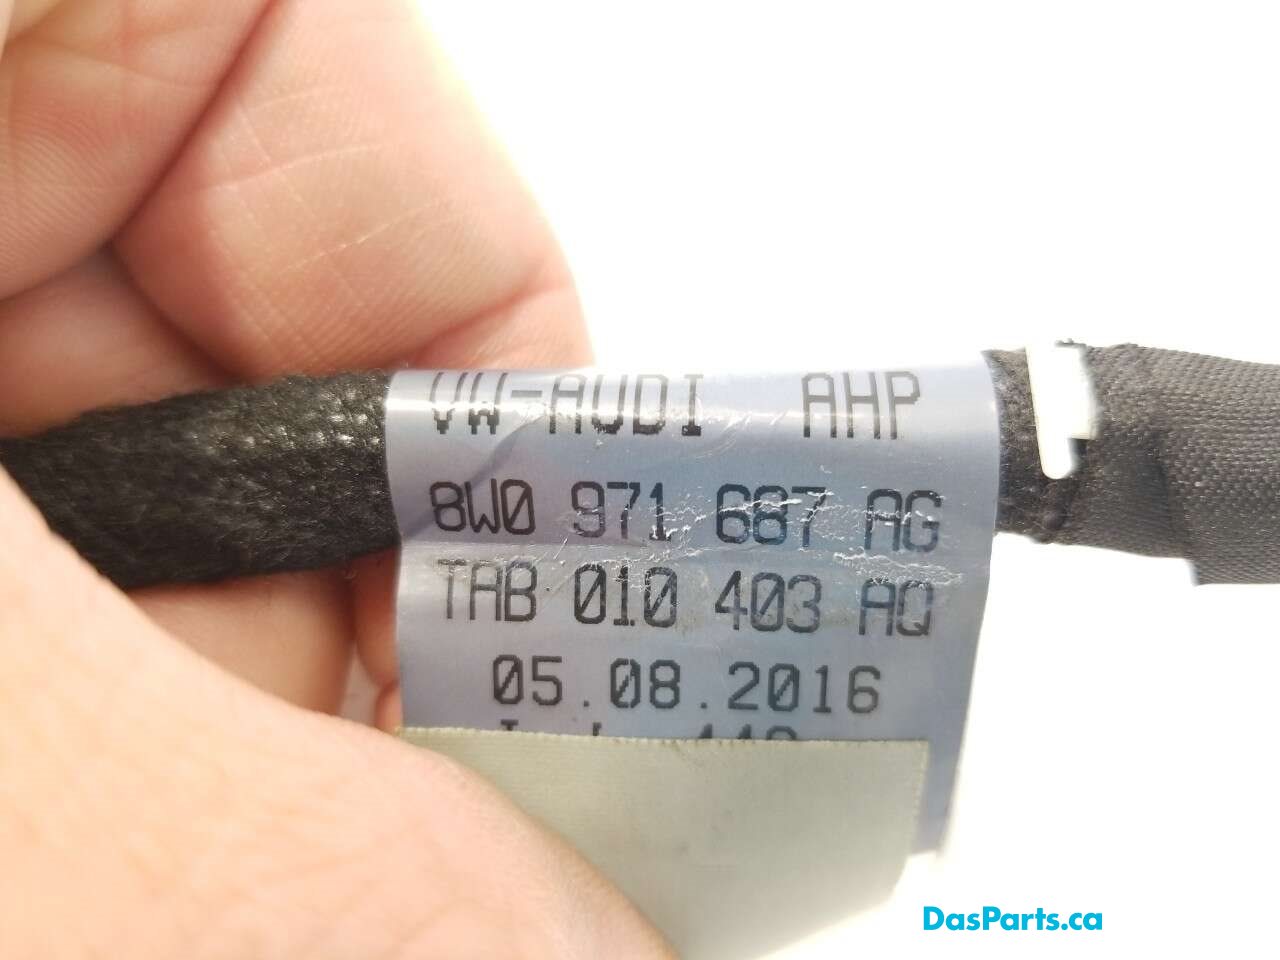 VW-AUDI AHP
8W0 971 687 AG
TAB 010 403 AQ
05.08.2016
DasParts.ca